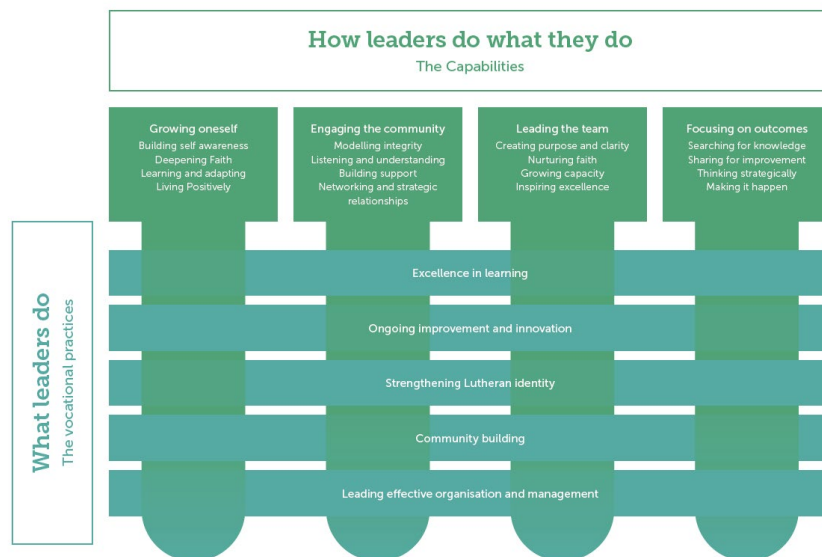 How leaders do what they do
The Capabilities
Growing oneself
Building self awareness
Deepening Faith
Learning and adapting
Living Positively
Engaging the community
Modelling integrity
Listening and understanding
Building support
Networking and strategic
relationships
Leading the team
Creating purpose and clarity
Nurturing faith
Growing capacity
Inspiring excellence
Focusing on outcomes
Searching for knowledge
Sharing for improvement
Thinking strategically
Making it happen
What leaders do
The vocational practices
Excellence in learning
Ongoing improvement and innovation
Strengthening Lutheran identity
Community building
Leading effective organisation and management